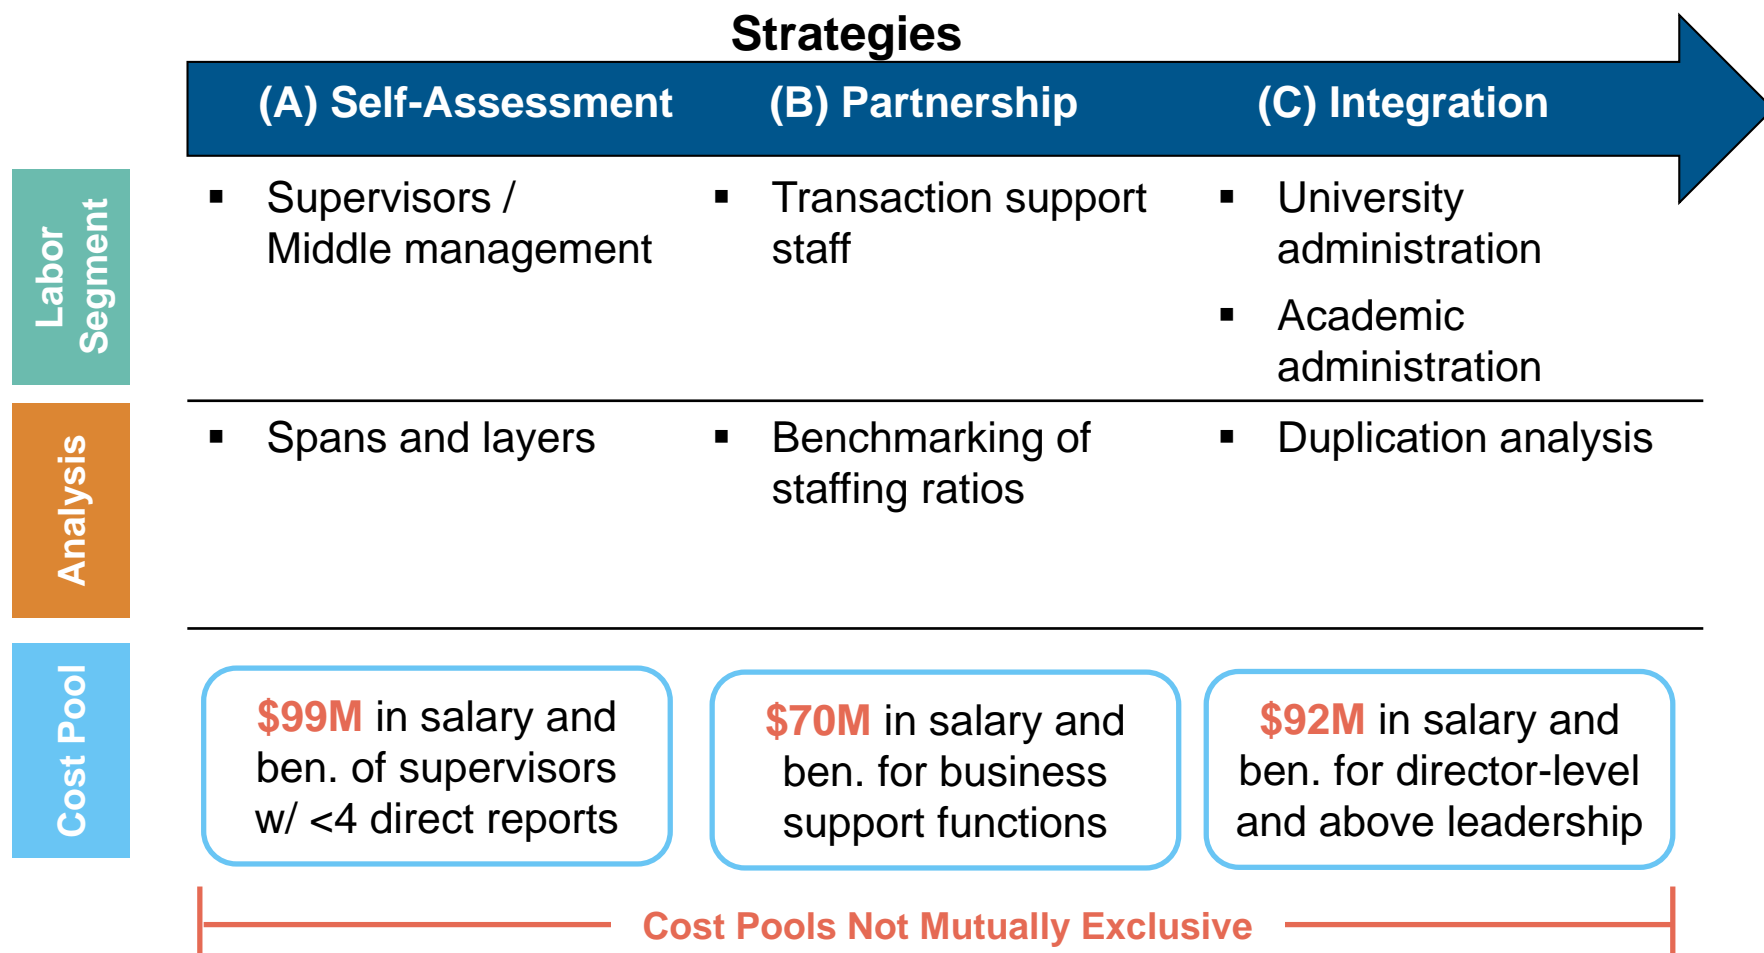 Strategies
(A) Self-Assessment
(B) Partnership
(C) Integration
Labor
Segment
▪ Supervisors /
Middle management
▪ Transaction support
staff
▪ University
administration
▪ Academic
administration
Analysis
▪ Spans and layers
▪ Benchmarking of
staffing ratios
▪ Duplication analysis
Cost Pool
$99M in salary and
ben. of supervisors
w/ <4 direct reports
$70M in salary and
ben. for business
support functions
$92M in salary and
ben. for director-level
and above leadership
Cost Pools Not Mutually Exclusive